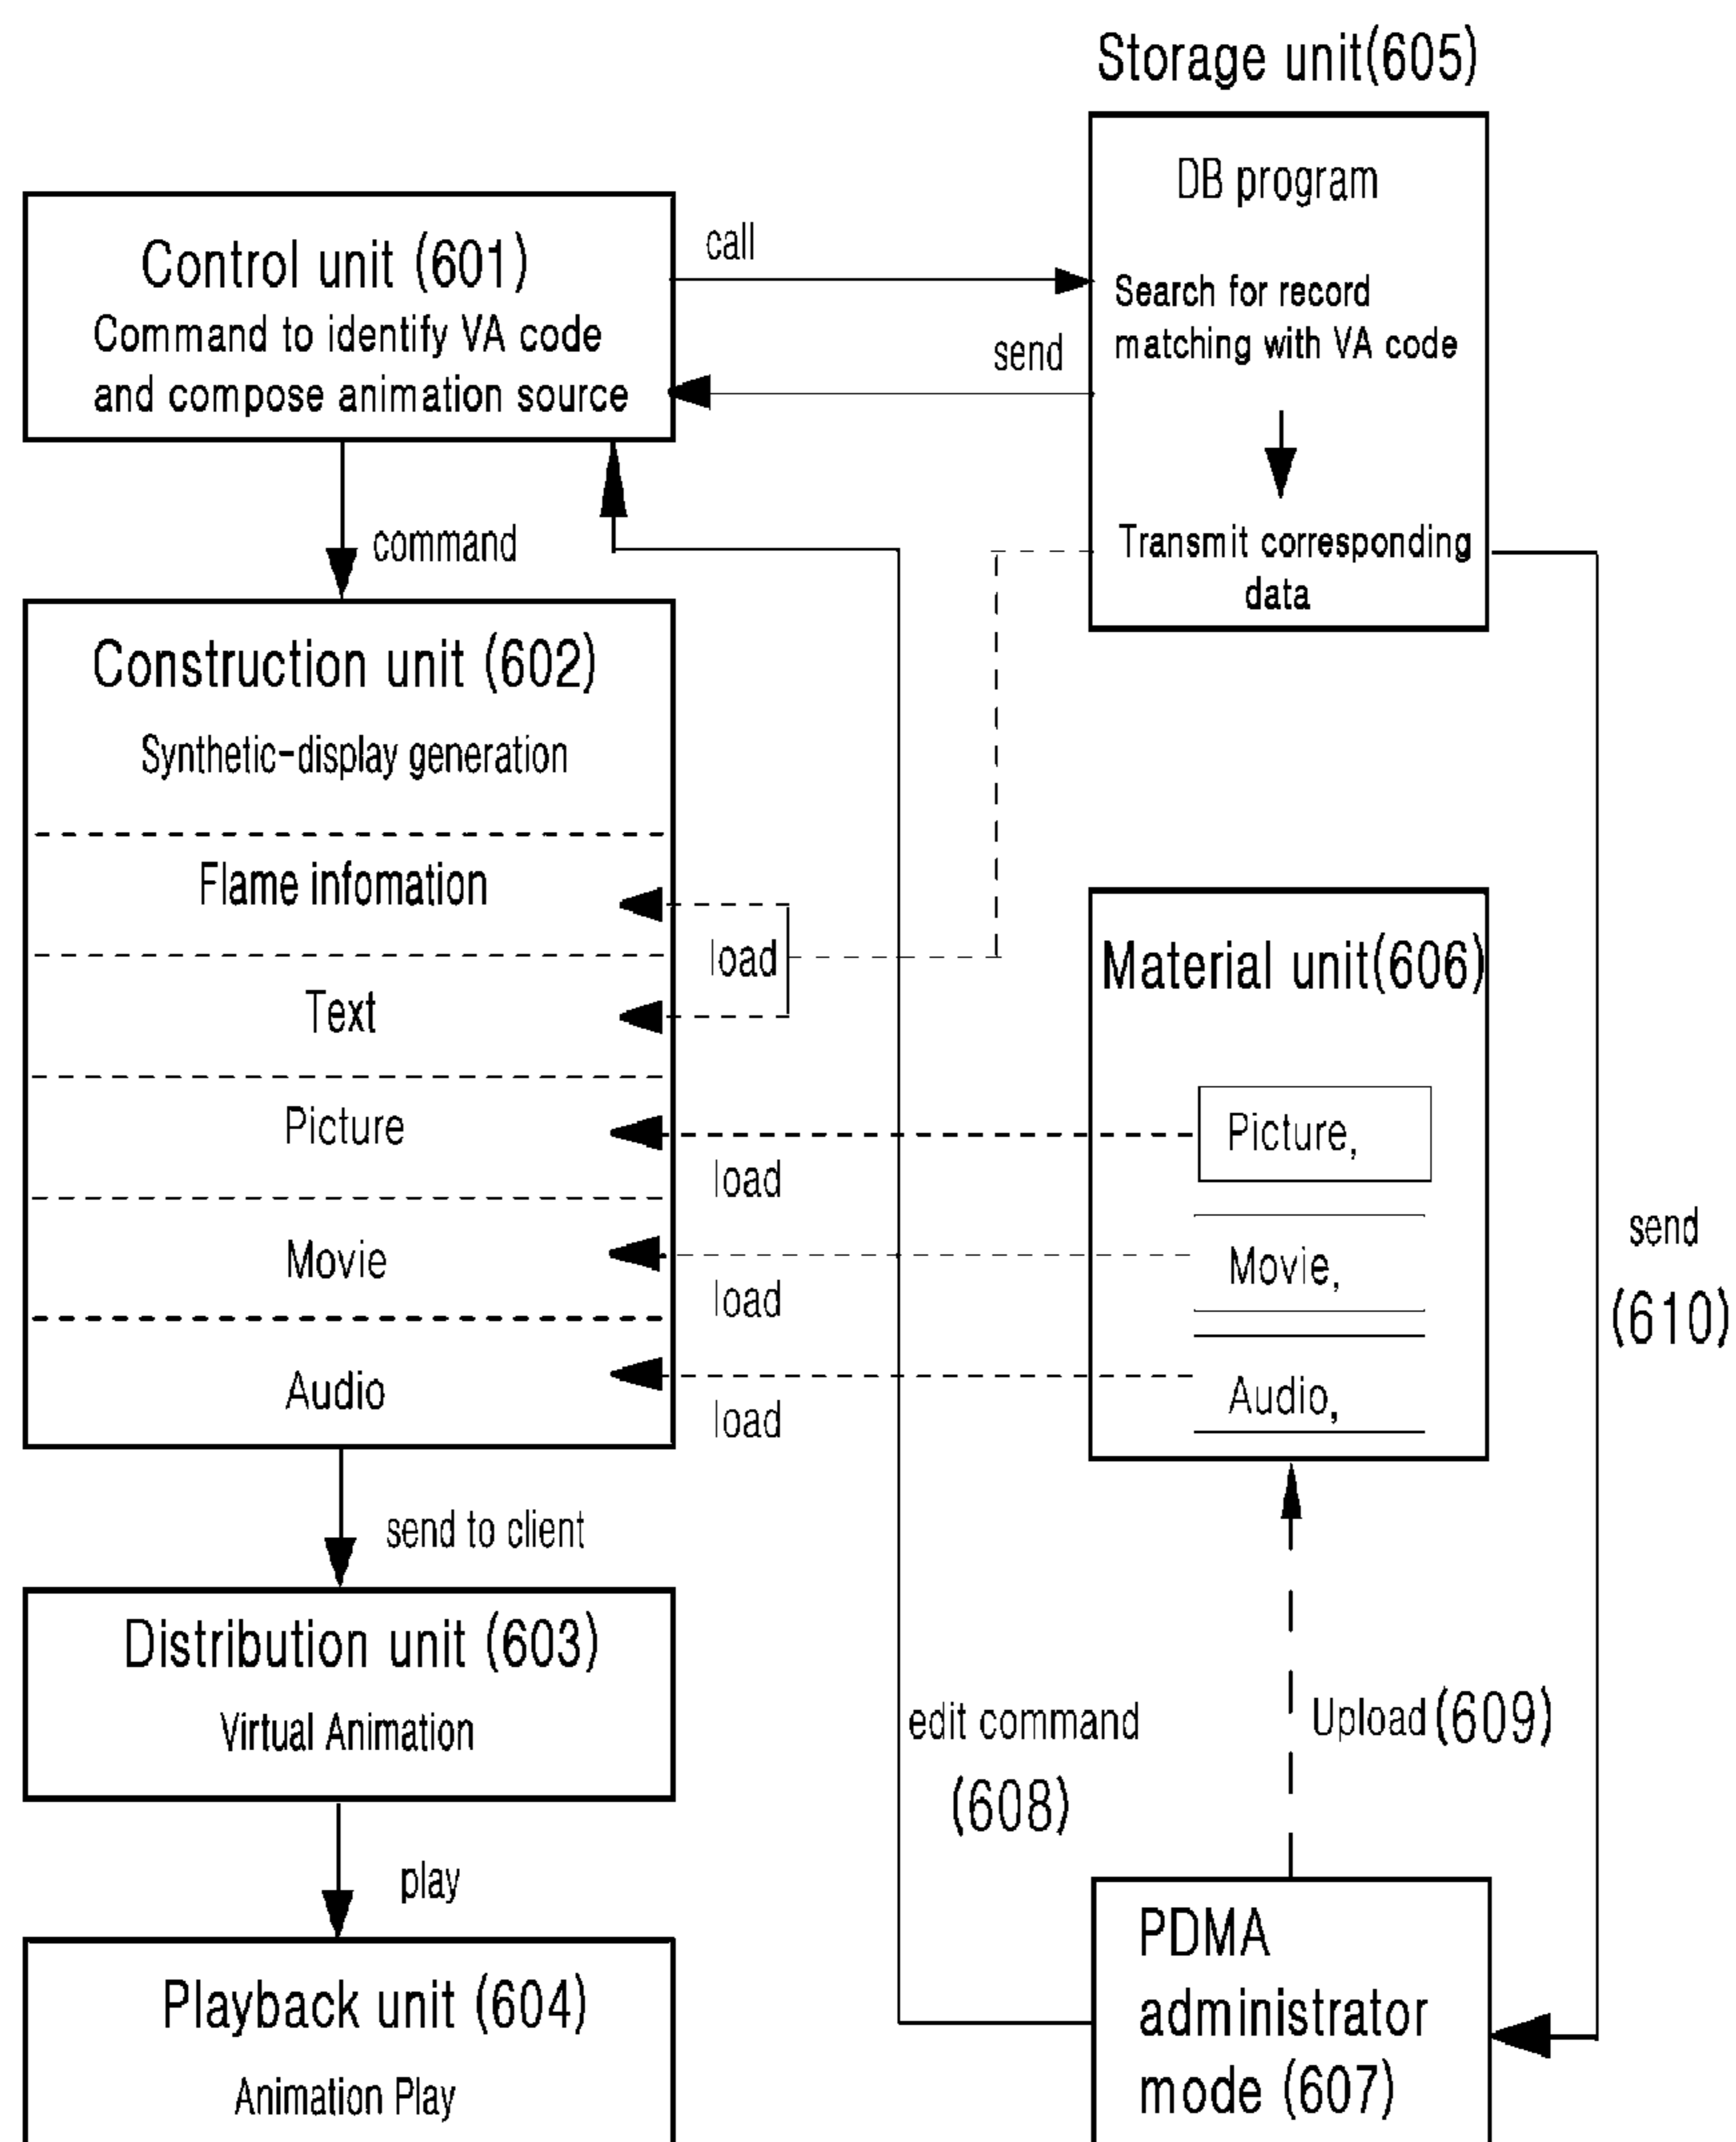 Storage unit(605)
DB program
Search for record
matching with VA code
Transmit corresponding
data
Control unit (601)
Command to identify VA code
and compose animation source
call
send
command
Construction unit (602)
Synthetic-display generation
Flame infomation
Text
Picture
Movie
Audio
load
load
load
load
Material unit(606)
Picture,
Movie,
Audio,
send
(610)
send to client
Distribution unit (603)
Virtual Animation
play
Playback unit (604)
Animation Play
edit command
(608)
Upload(609)
PDMA
administrator
mode (607)